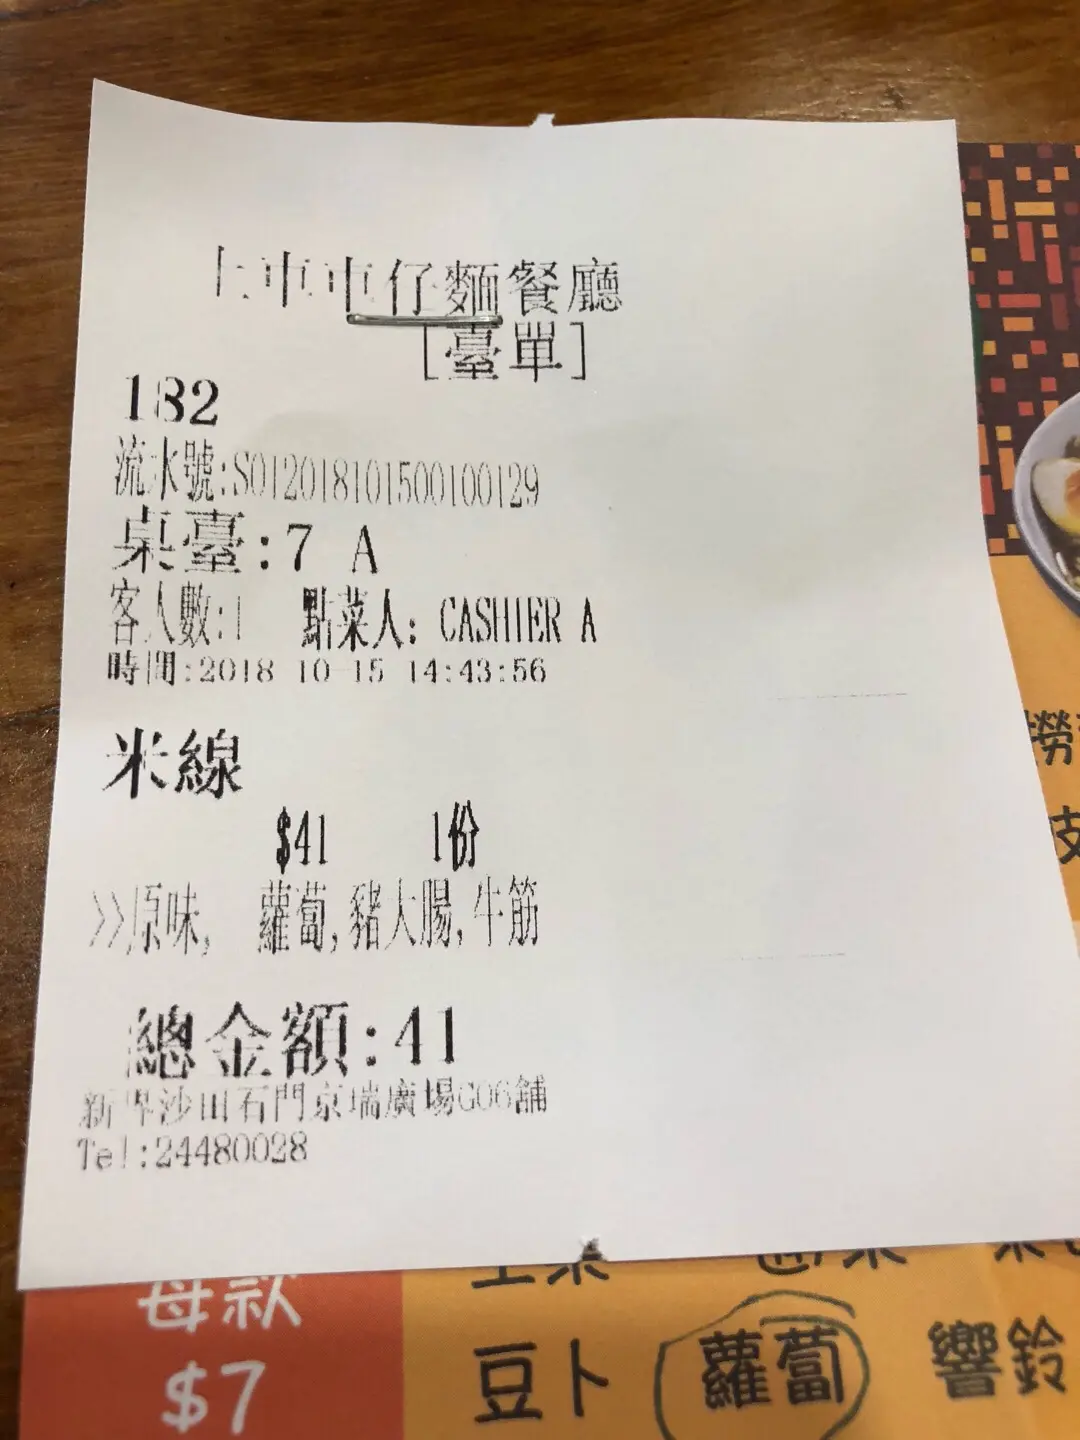 上車車仔麵餐廳
[臺單]
182
流水號:S01201810150010029
桌臺:7 A
客人數:1 點菜人: CASHIER A
時間:2018-10-15 14:43:56
米線
$41 1份
>>原味, 蘿蔔,豬大腸,牛筋
總金額:41
新界沙田石門京瑞廣場G06舖
Tel:24480028
每款
$7
豆卜 蘿蔔 響鈴